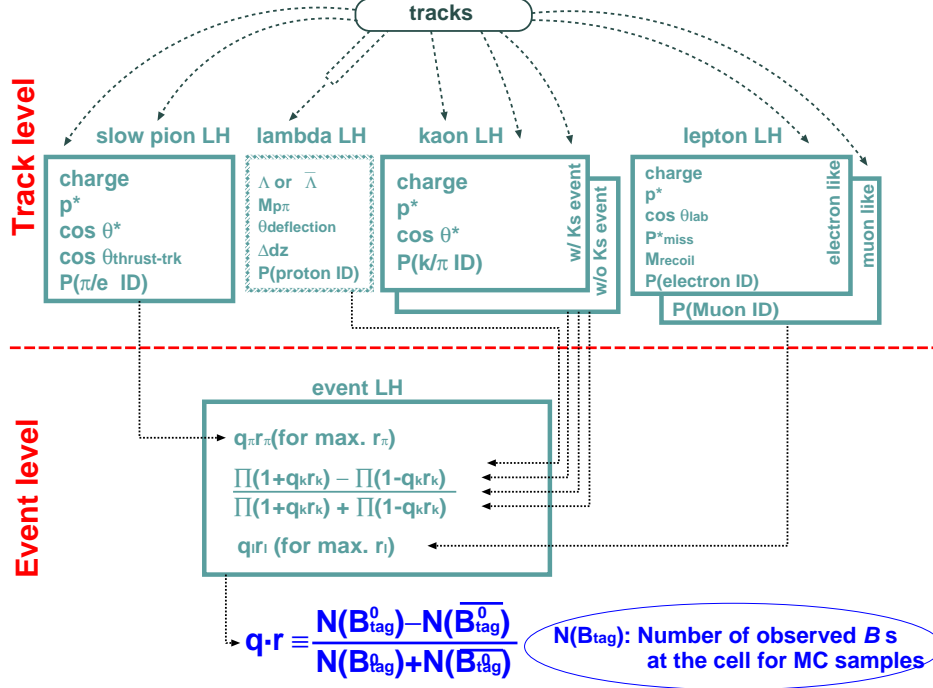 tracks
Track level
slow pion LH
charge
p*
cos θ*
cos θthrust-trk
P(π/e ID)
lambda LH
Λ or Λ̅
Mpπ
θdeflection
Δdz
P(proton ID)
kaon LH
charge
p*
cos θ*
P(k/π ID)
w/ Ks event
w/o Ks event
lepton LH
charge
p*
cos θlab
P*miss
Mrecoil
P(electron ID)
electron like
muon like
P(Muon ID)
Event level
event LH
qπrπ(for max. rπ)
∏(1+qkrk) − ∏(1-qkrk)
∏(1+qkrk) + ∏(1-qkrk)
qlrl (for max. rl)
q·r ≡ N(B⁰tag)−N(B̅⁰tag)
N(B⁰tag)+N(B̅⁰tag)
N(Btag): Number of observed B s
at the cell for MC samples